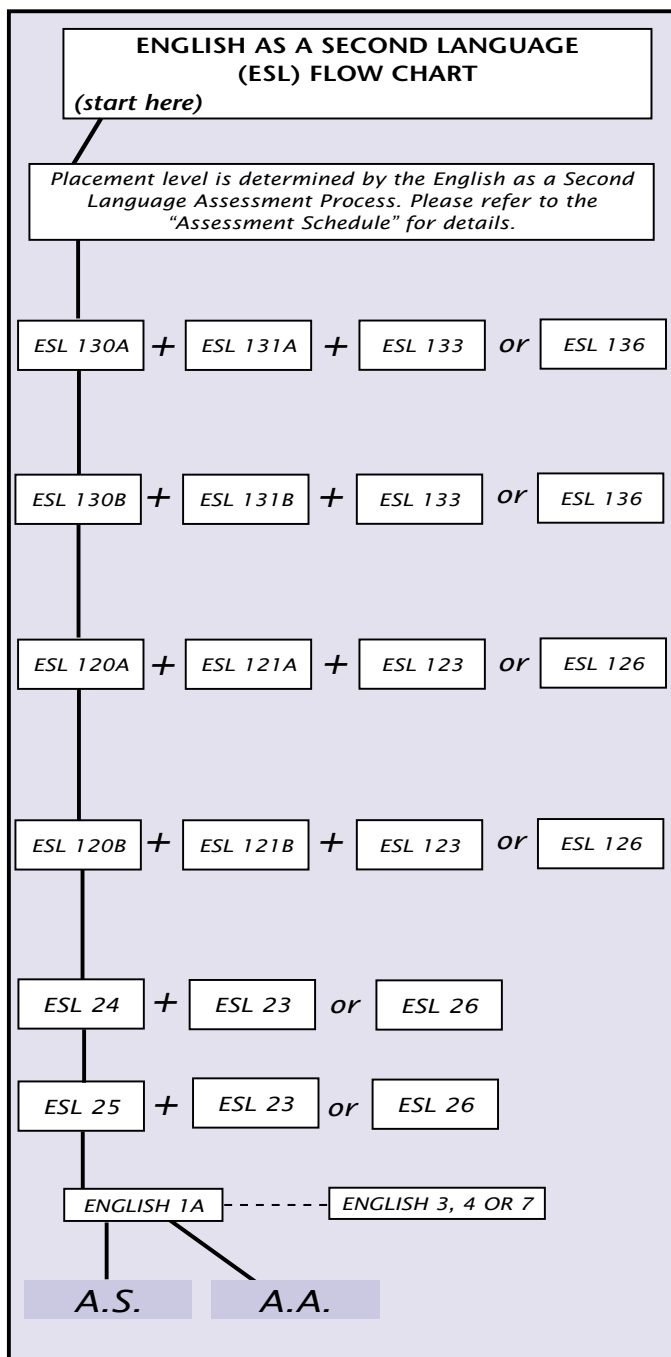 ENGLISH AS A SECOND LANGUAGE
(ESL) FLOW CHART
(start here)
Placement level is determined by the English as a Second
Language Assessment Process. Please refer to the
“Assessment Schedule” for details.
ESL 130A + ESL 131A + ESL 133 or ESL 136
ESL 130B + ESL 131B + ESL 133 or ESL 136
ESL 120A + ESL 121A + ESL 123 or ESL 126
ESL 120B + ESL 121B + ESL 123 or ESL 126
ESL 24 + ESL 23 or ESL 26
ESL 25 + ESL 23 or ESL 26
ENGLISH 1A ENGLISH 3, 4 OR 7
A.S. A.A.